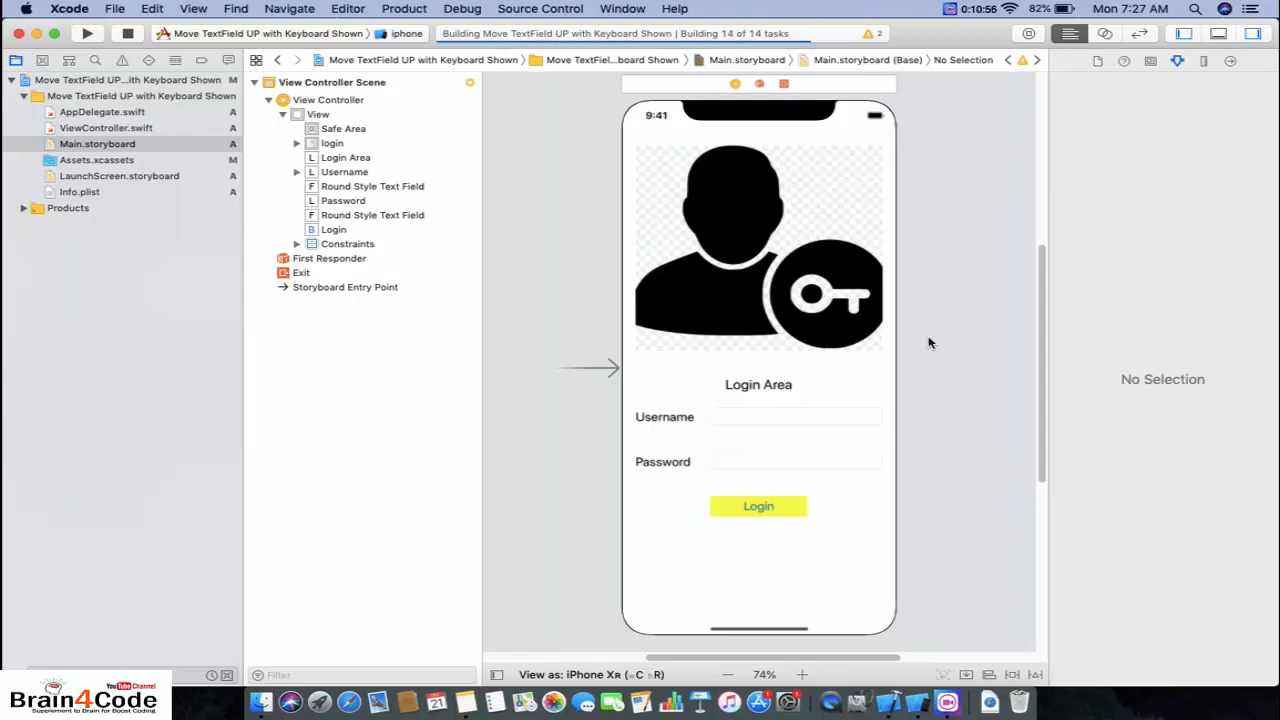 Xcode File Edit View Find Navigate Editor Product Debug Source Control Window Help 0:10:56 82% Mon 7:27 AM
Move TextField UP with Keyboard Shown iphone Building Move TextField UP with Keyboard Shown | Building 14 of 14 tasks 2
Move TextField UP with Keyboard Shown Move TextFiel...board Shown Main.storyboard Main.storyboard (Base) No Selection
Move TextField UP...ith Keyboard Shown M
Move TextField UP with Keyboard Shown
AppDelegate.swift A
ViewController.swift A
Main.storyboard A
Assets.xcassets M
LaunchScreen.storyboard A
Info.plist A
Products
View Controller Scene
View Controller
View
Safe Area
login
L Login Area
Username
F Round Style Text Field
L Password
F Round Style Text Field
B Login
Constraints
First Responder
Exit
Storyboard Entry Point
9:41
Login Area
Username
Password
Login
No Selection
Filter
View as: iPhone XR (wC hR)
74%
YouTube Channel
Brain4Code
Supplement to Brain for Boost Coding